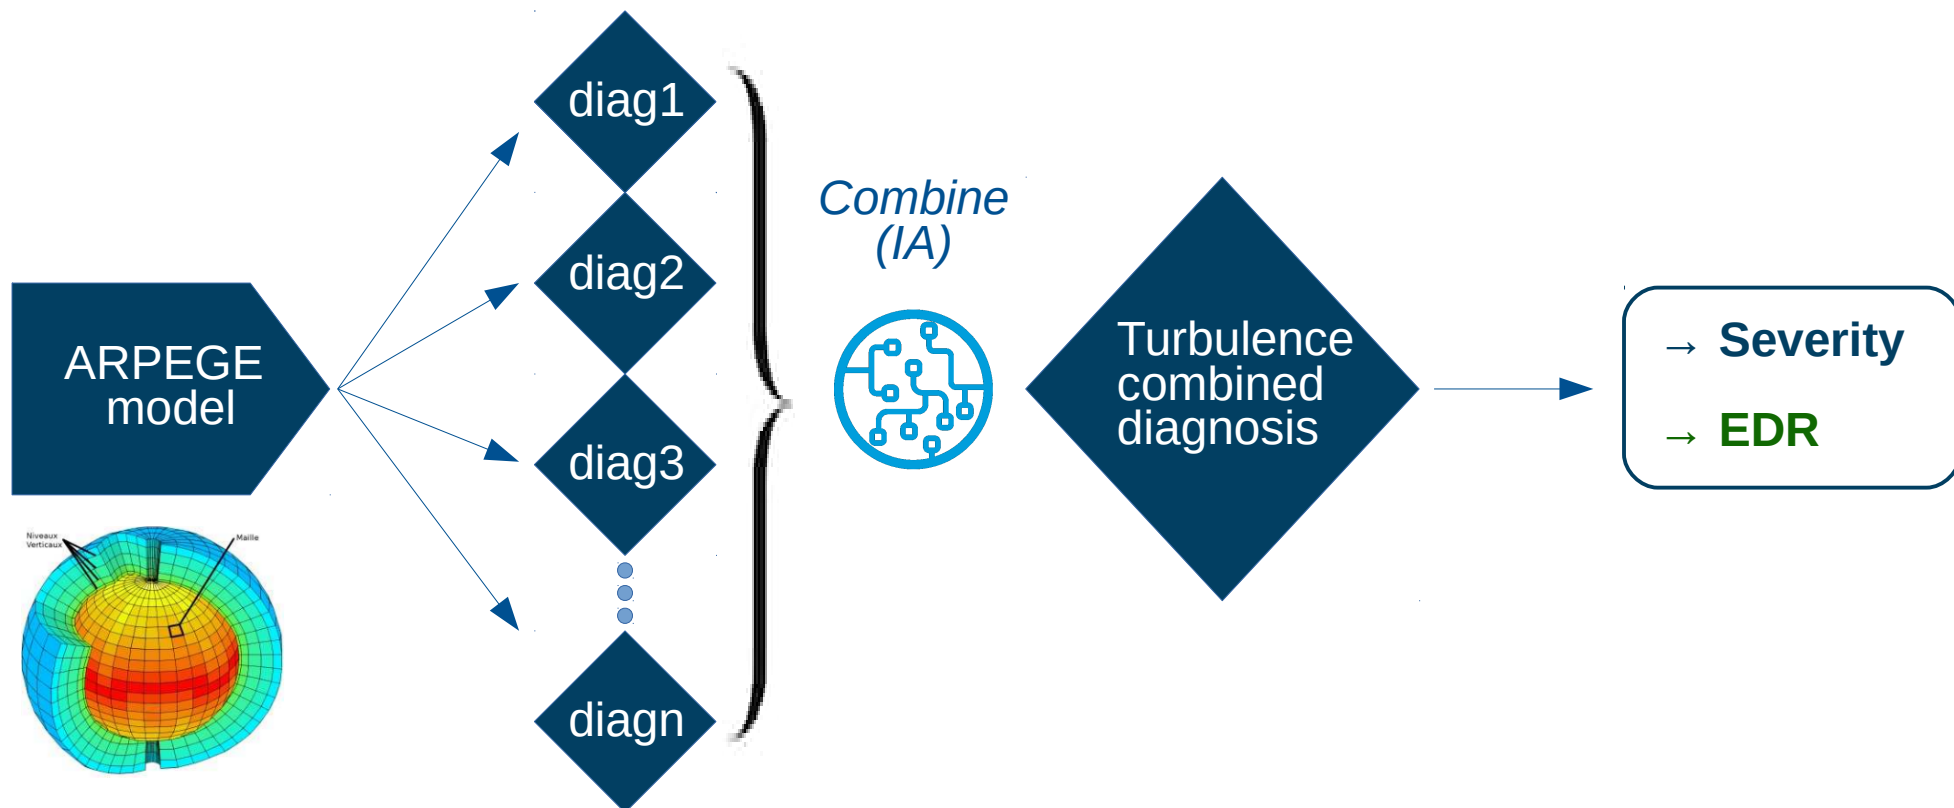 diag1
diag2
diag3
diagn
ARPEGE
model
Niveaux
Verticaux
Maille
Combine
(IA)
Turbulence
combined
diagnosis
→ Severity
→ EDR